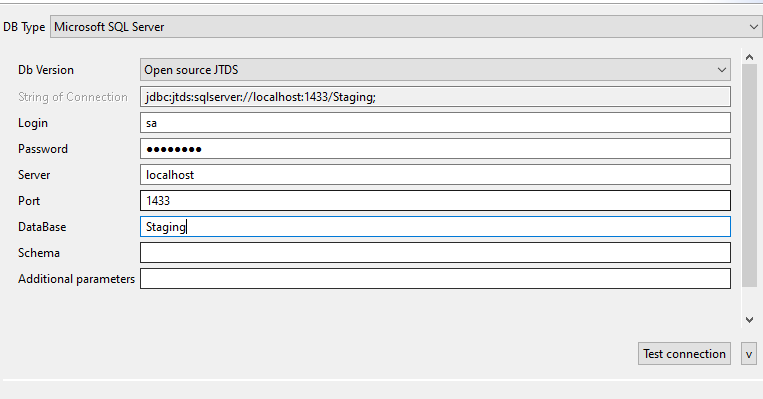 DB Type Microsoft SQL Server
Db Version Open source JTDS
String of Connection jdbc:jtds:sqlserver://localhost:1433/Staging;
Login sa
Password ●●●●●●●●
Server localhost
Port 1433
DataBase Staging
Schema
Additional parameters
Test connection v